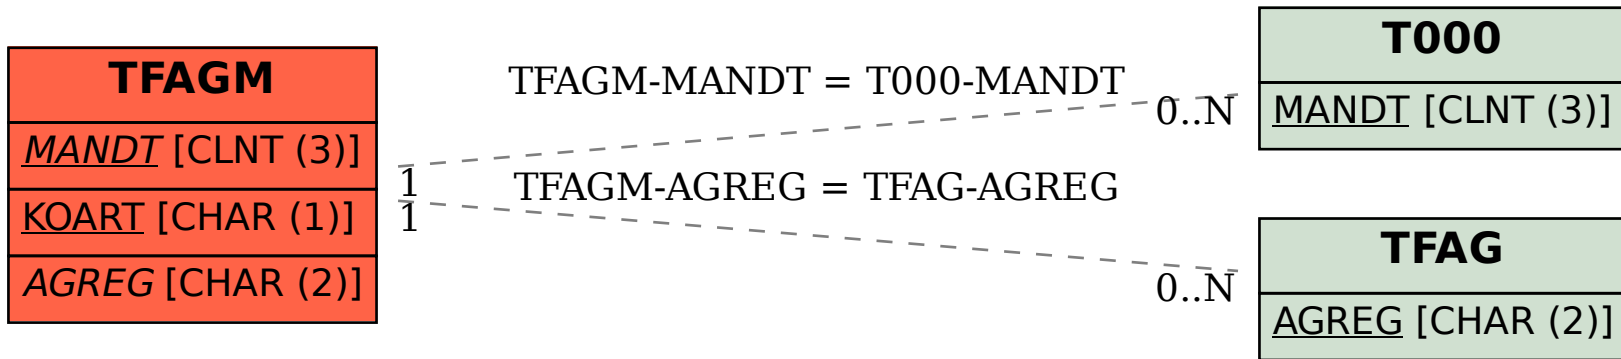 TFAGM
MANDT [CLNT (3)]
KOART [CHAR (1)]
AGREG [CHAR (2)]
TFAGM-MANDT = T000-MANDT
0..N
1
TFAGM-AGREG = TFAG-AGREG
1
0..N
T000
MANDT [CLNT (3)]
TFAG
AGREG [CHAR (2)]